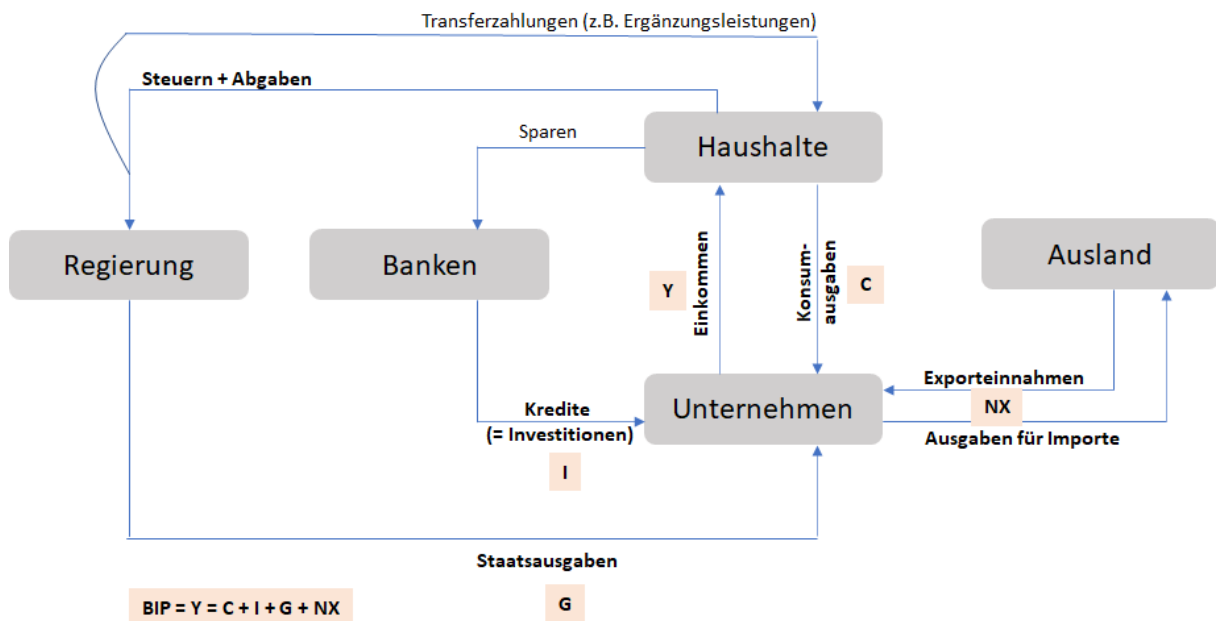 Transferzahlungen (z.B. Ergänzungsleistungen)
Steuern + Abgaben
Sparen
Haushalte
Regierung
Banken
Ausland
Y
Einkommen
Konsum-
ausgaben
C
Exporteinnahmen
NX
Ausgaben für Importe
Unternehmen
Kredite
(= Investitionen)
I
Staatsausgaben
G
BIP = Y = C + I + G + NX